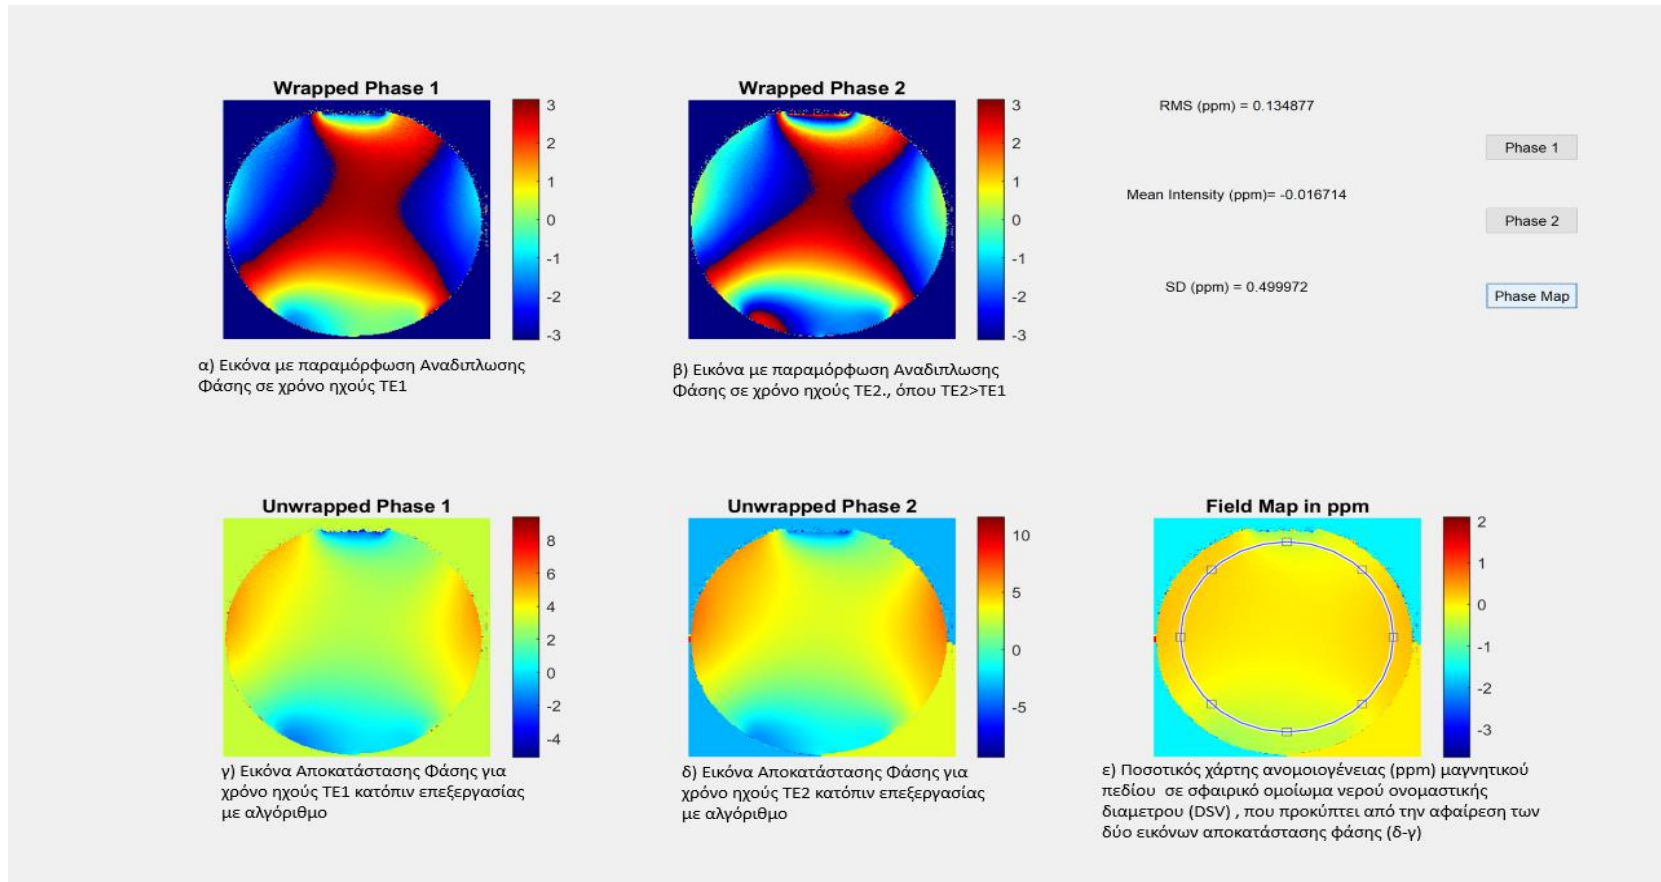 Wrapped Phase 1
3
2
1
0
-1
-2
-3
α) Εικόνα με παραμόρφωση Αναδιπλωσης
Φάσης σε χρόνο ηχούς TE1
Wrapped Phase 2
3
2
1
0
-1
-2
-3
β) Εικόνα με παραμόρφωση Αναδιπλωσης
Φάσης σε χρόνο ηχούς TE2., όπου TE2>TE1
RMS (ppm) = 0.134877
Mean Intensity (ppm)= -0.016714
SD (ppm) = 0.499972
Phase 1
Phase 2
Phase Map
Unwrapped Phase 1
8
6
4
2
0
-2
-4
γ) Εικόνα Αποκατάστασης Φάσης για
χρόνο ηχούς TE1 κατόπιν επεξεργασίας
με αλγόριθμο
Unwrapped Phase 2
10
5
0
-5
δ) Εικόνα Αποκατάστασης Φάσης για
χρόνο ηχούς TE2 κατόπιν επεξεργασίας
με αλγόριθμο
Field Map in ppm
2
1
0
-1
-2
-3
ε) Ποσοτικός χάρτης ανομοιογένειας (ppm) μαγνητικού
πεδίου σε σφαιρικό ομοίωμα νερού ονομαστικής
διαμετρου (DSV) , που προκύπτει από την αφαίρεση των
δύο εικόνων αποκατάστασης φάσης (δ-γ)